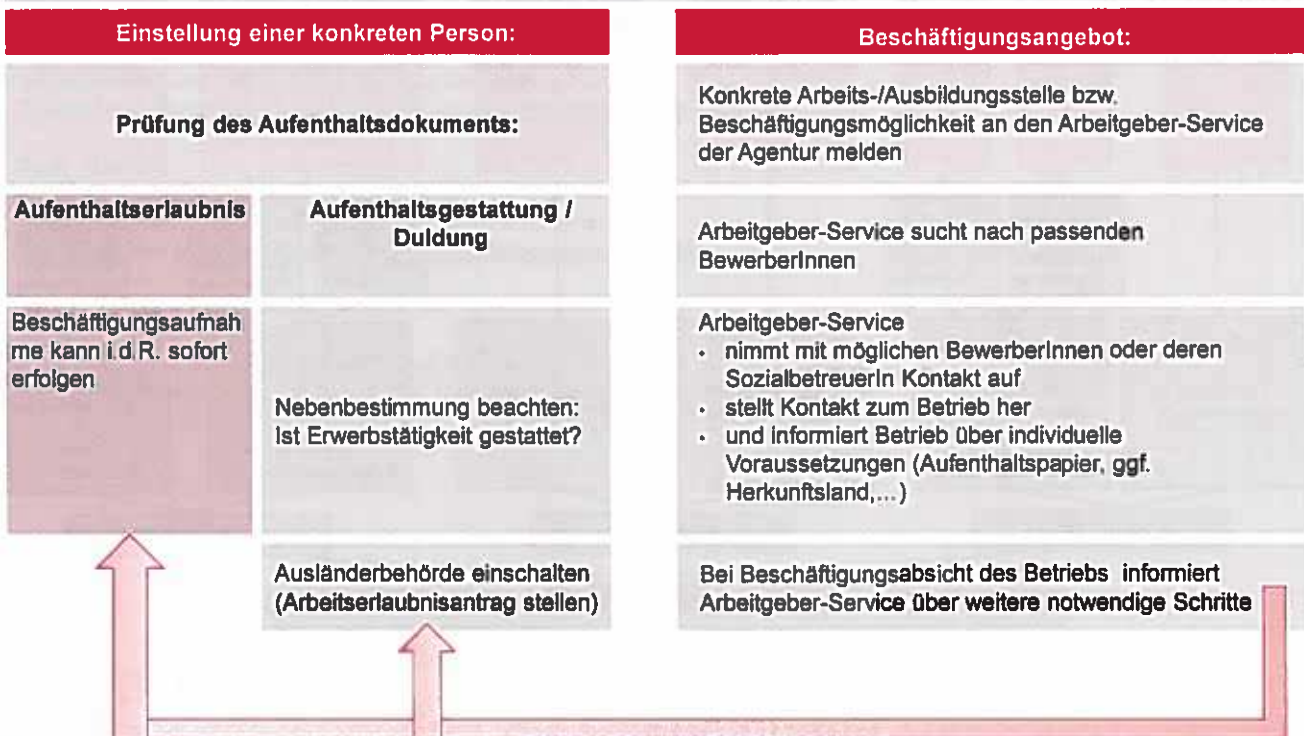 Einstellung einer konkreten Person:
Prüfung des Aufenthaltsdokuments:
Aufenthaltserlaubnis
Aufenthaltsgestattung /
Duldung
Beschäftigungsaufnah
me kann i.d.R. sofort
erfolgen
Nebenbestimmung beachten:
Ist Erwerbstätigkeit gestattet?
Ausländerbehörde einschalten
(Arbeitserlaubnisantrag stellen)
Beschäftigungsangebot:
Konkrete Arbeits-/Ausbildungsstelle bzw.
Beschäftigungsmöglichkeit an den Arbeitgeber-Service
der Agentur melden
Arbeitgeber-Service sucht nach passenden
BewerberInnen
Arbeitgeber-Service
• nimmt mit möglichen BewerberInnen oder deren
SozialbetreuerIn Kontakt auf
• stellt Kontakt zum Betrieb her
• und informiert Betrieb über individuelle
Voraussetzungen (Aufenthaltspapier, ggf.
Herkunftsland,...)
Bei Beschäftigungsabsicht des Betriebs informiert
Arbeitgeber-Service über weitere notwendige Schritte